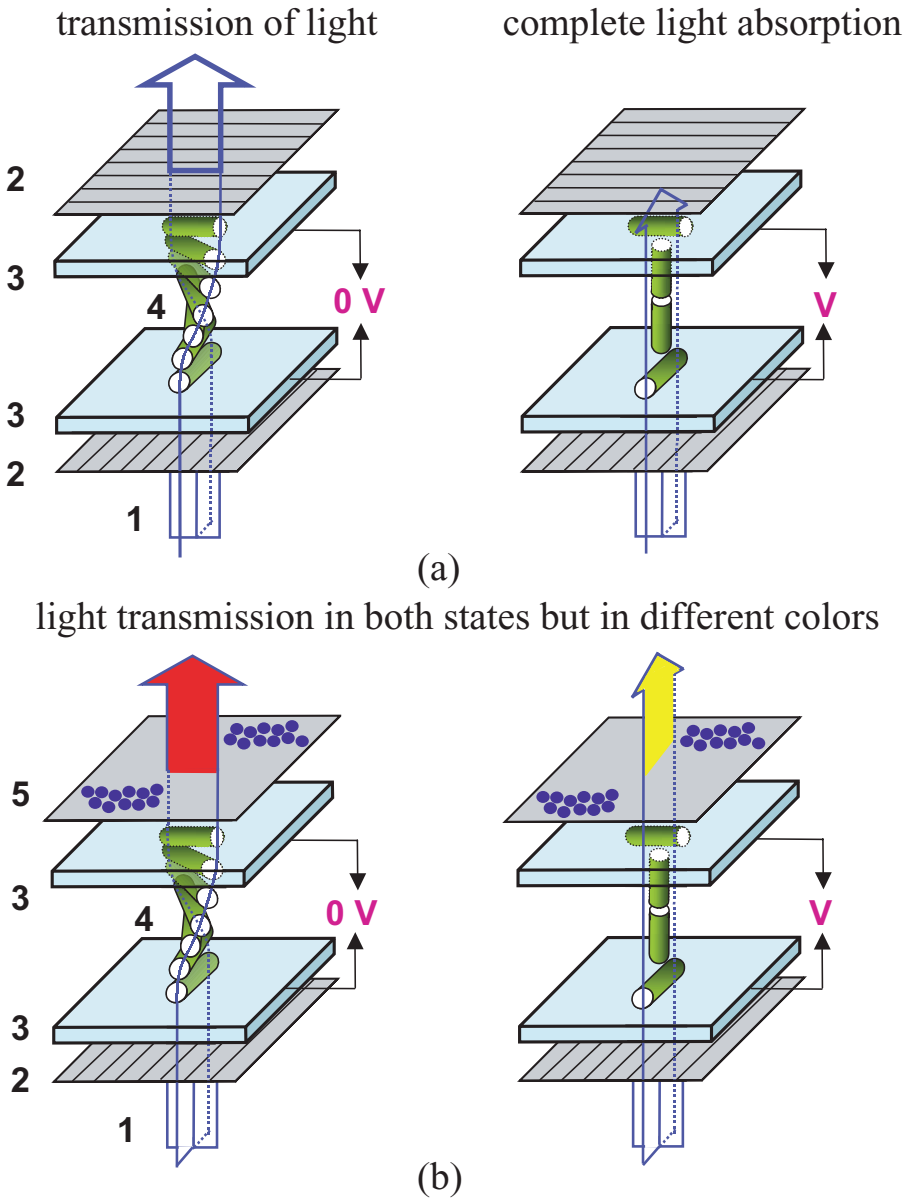 transmission of light
complete light absorption
2
3
4
0 V
V
3
2
1
(a)
light transmission in both states but in different colors
5
3
4
0 V
V
3
2
1
(b)